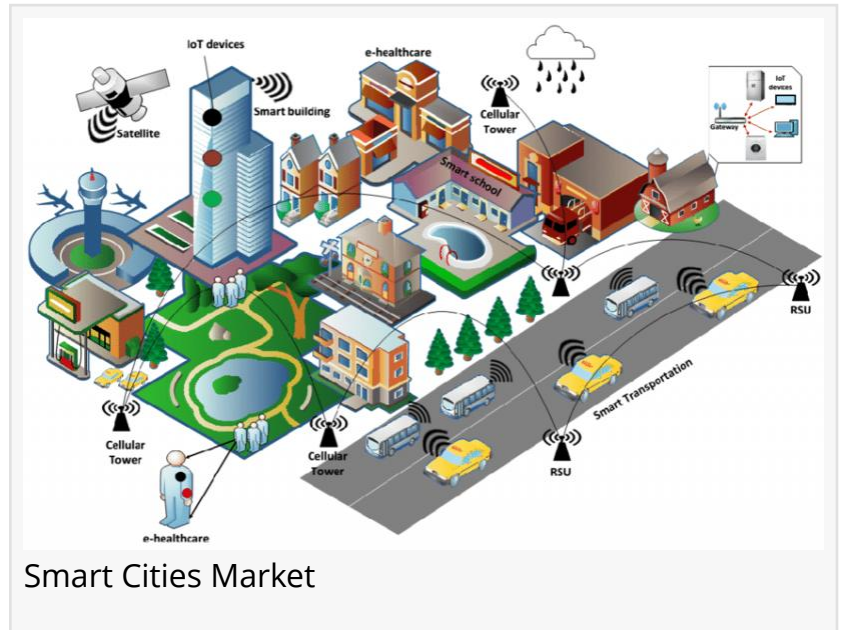 IoT devices
e-healthcare
Satellite
Smart building
Cellular
Tower
IoT
devices
Gateway
Smart school
RSU
Smart Transportation
Cellular
Tower
Cellular
Tower
RSU
e-healthcare
Smart Cities Market